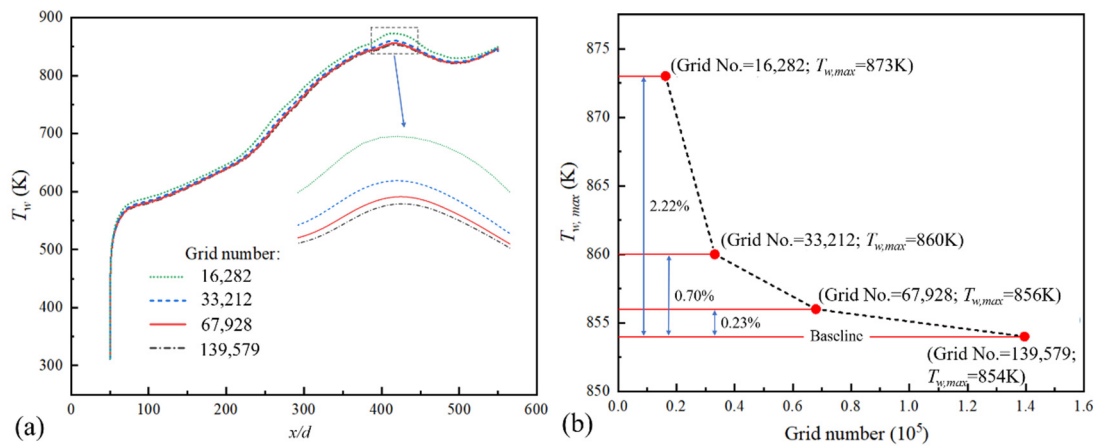 (a)
900
800
700
600
500
400
300
T_w (K)
Grid number:
16,282
33,212
67,928
139,579
0 100 200 300 400 500 600
x/d
(b)
875
870
865
860
855
850
T_w, max (K)
(Grid No.=16,282; T_w,max=873K)
2.22%
(Grid No.=33,212; T_w,max=860K)
0.70%
(Grid No.=67,928; T_w,max=856K)
0.23%
Baseline
(Grid No.=139,579;
T_w,max=854K)
0.0 0.2 0.4 0.6 0.8 1.0 1.2 1.4 1.6
Grid number (10^5)